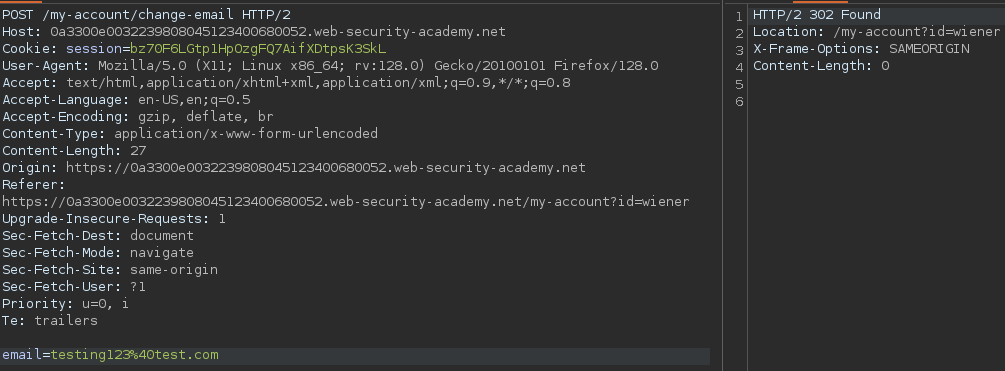 POST /my-account/change-email HTTP/2
Host: 0a3300e0032239808045123400680052.web-security-academy.net
Cookie: session=bz7OF6LGtp1HpOzgFQ7AifXDtpsK3SkL
User-Agent: Mozilla/5.0 (X11; Linux x86_64; rv:128.0) Gecko/20100101 Firefox/128.0
Accept: text/html,application/xhtml+xml,application/xml;q=0.9,*/*;q=0.8
Accept-Language: en-US,en;q=0.5
Accept-Encoding: gzip, deflate, br
Content-Type: application/x-www-form-urlencoded
Content-Length: 27
Origin: https://0a3300e0032239808045123400680052.web-security-academy.net
Referer:
https://0a3300e0032239808045123400680052.web-security-academy.net/my-account?id=wiener
Upgrade-Insecure-Requests: 1
Sec-Fetch-Dest: document
Sec-Fetch-Mode: navigate
Sec-Fetch-Site: same-origin
Sec-Fetch-User: ?1
Priority: u=0, i
Te: trailers
email=testing123%40test.com
1 HTTP/2 302 Found
2 Location: /my-account?id=wiener
3 X-Frame-Options: SAMEORIGIN
4 Content-Length: 0
5
6